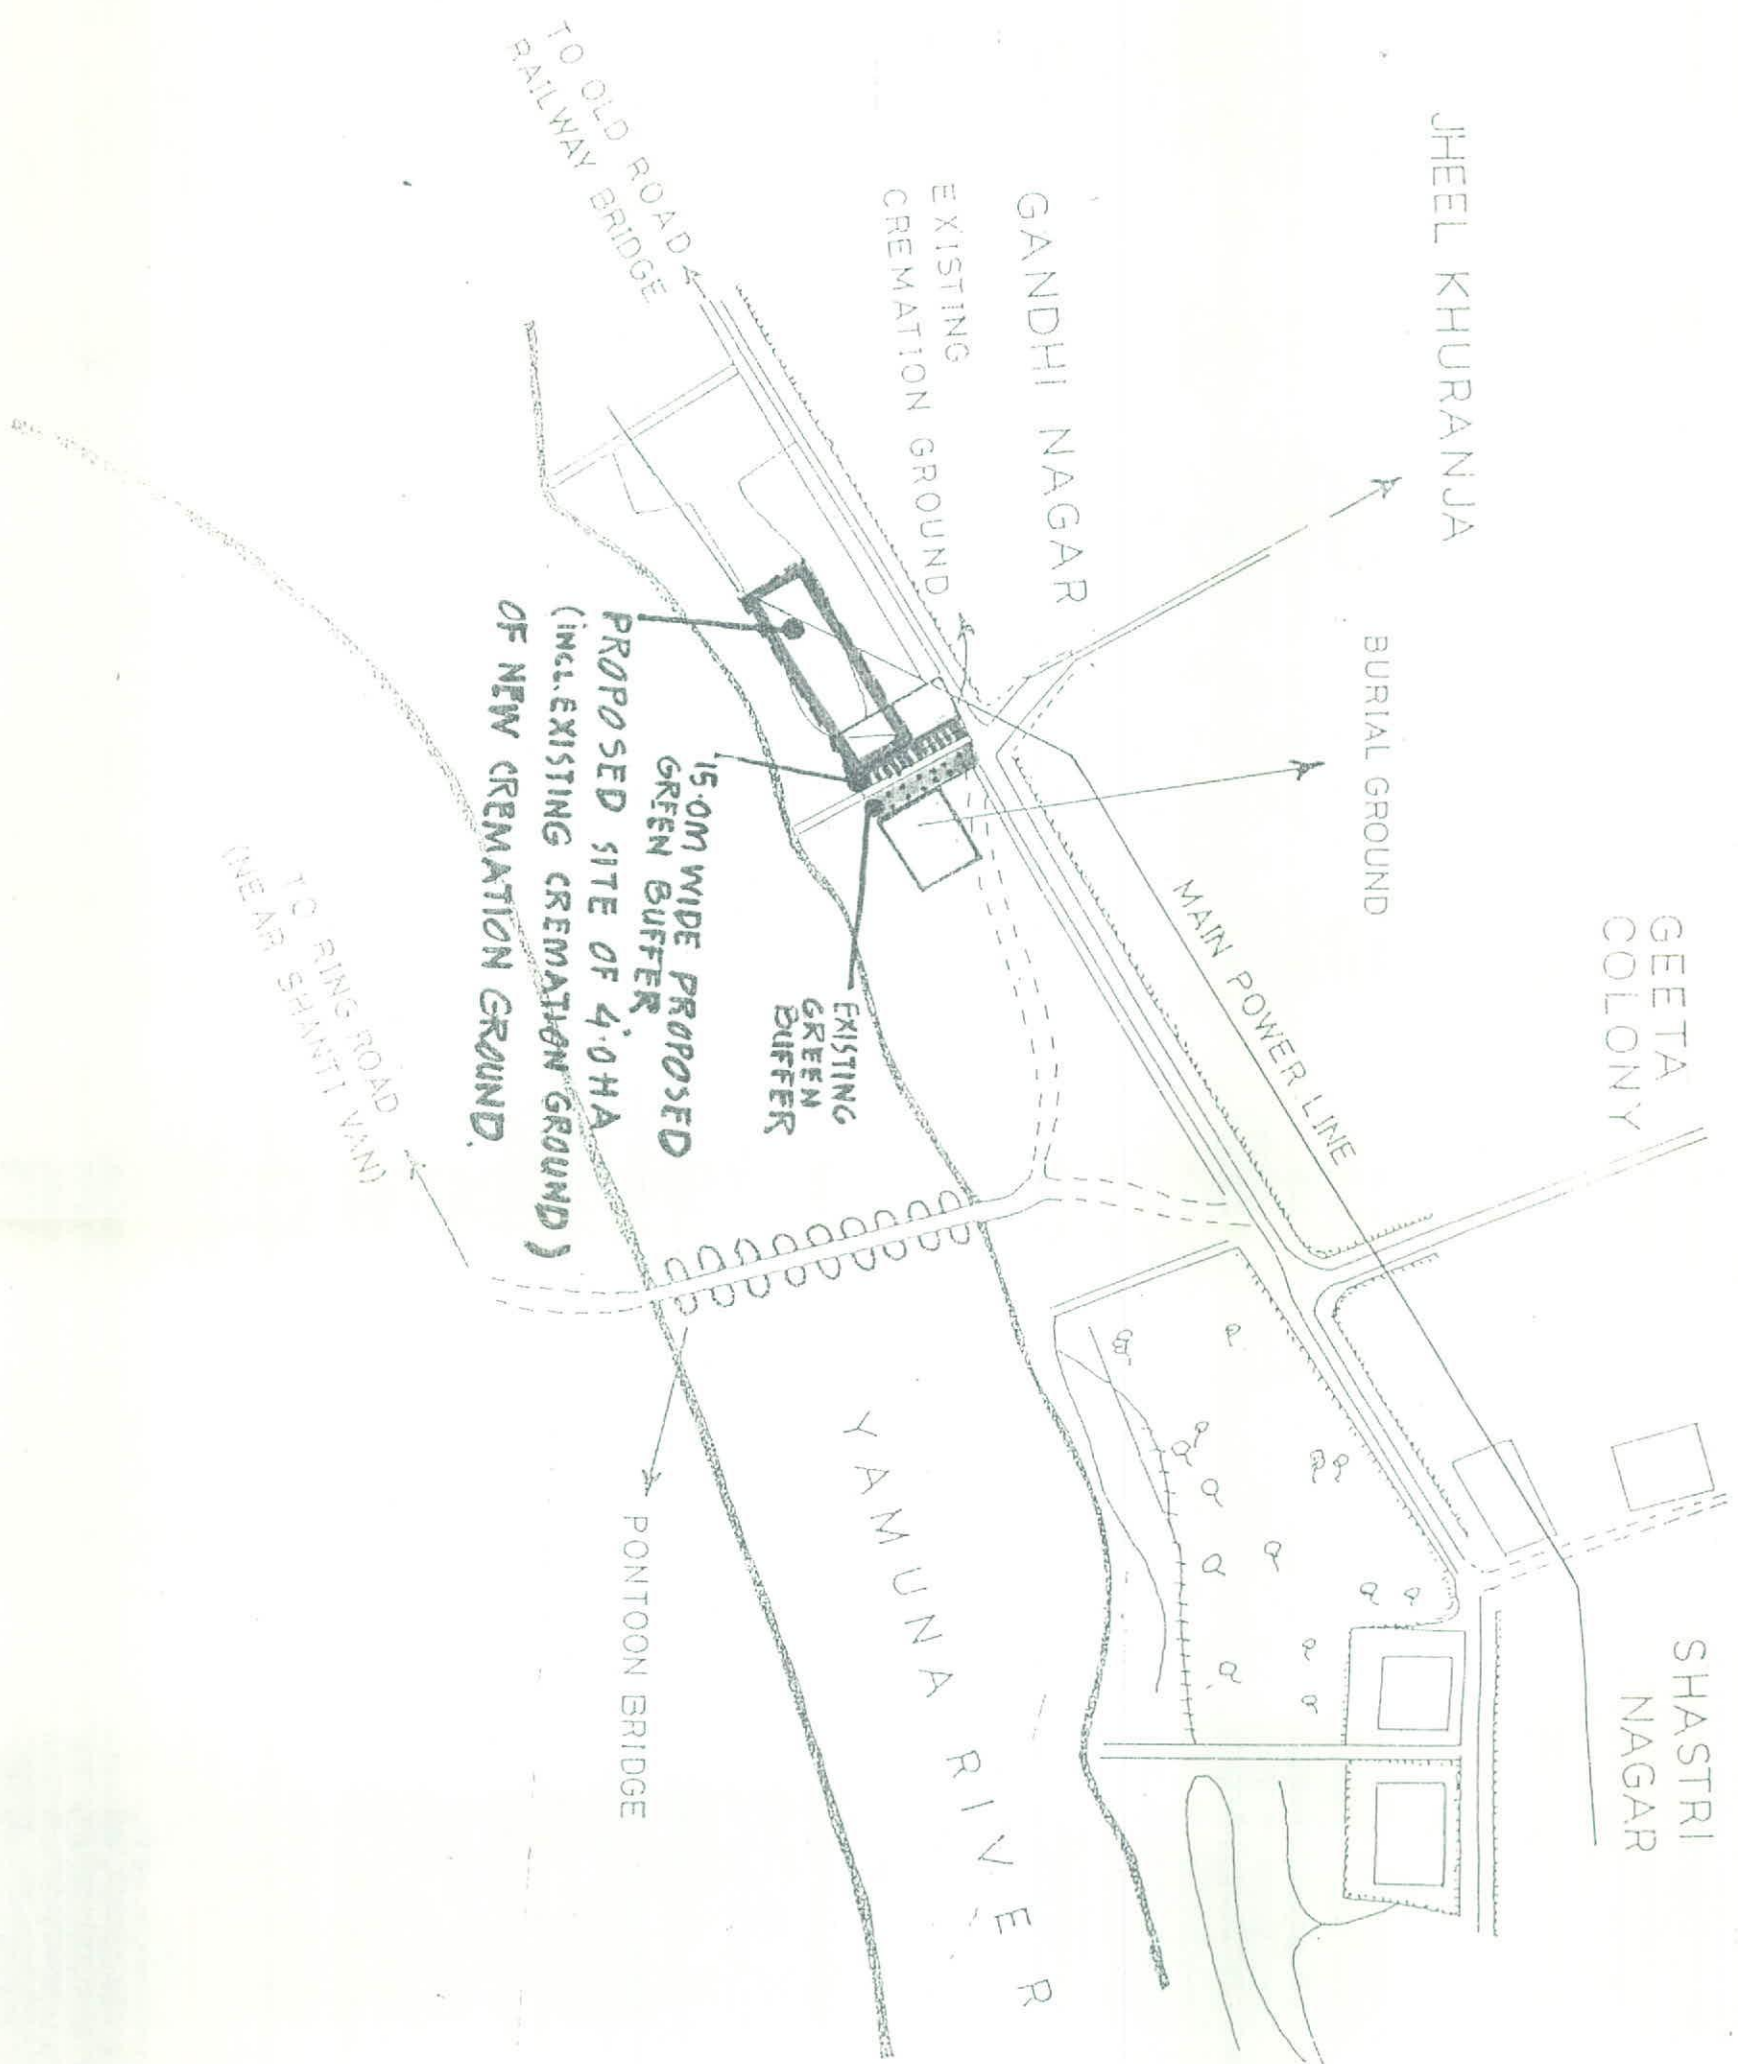 JHEEL KHURANJA
GEETA
COLONY
SHASTRI
NAGAR
BURIAL GROUND
GANDHI NAGAR
MAIN POWER LINE
EXISTING
CREMATION GROUND
TO OLD ROAD
RAILWAY BRIDGE
EXISTING
GREEN
BUFFER
15.0M WIDE PROPOSED
GREEN BUFFER
PROPOSED SITE OF 4.0 HA
(INCL. EXISTING CREMATION GROUND)
OF NEW CREMATION GROUND.
YAMUNA RIVER
PONTOON BRIDGE
TO RING ROAD
(NEAR SHANTI VAN)